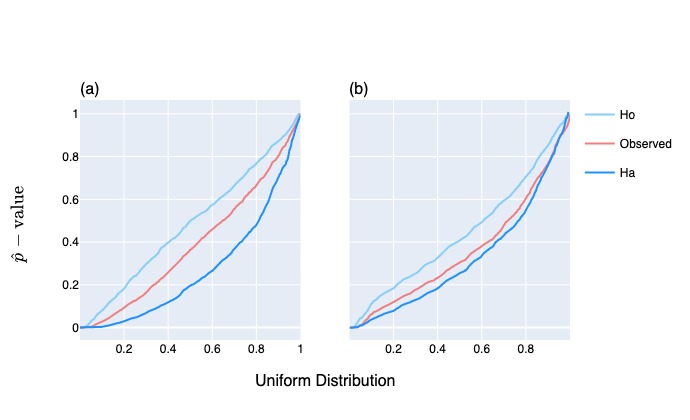 (a)
(b)
p̂ − value
1
0.8
0.6
0.4
0.2
0
0.2 0.4 0.6 0.8 1
0.2 0.4 0.6 0.8
Uniform Distribution
Ho
Observed
Ha